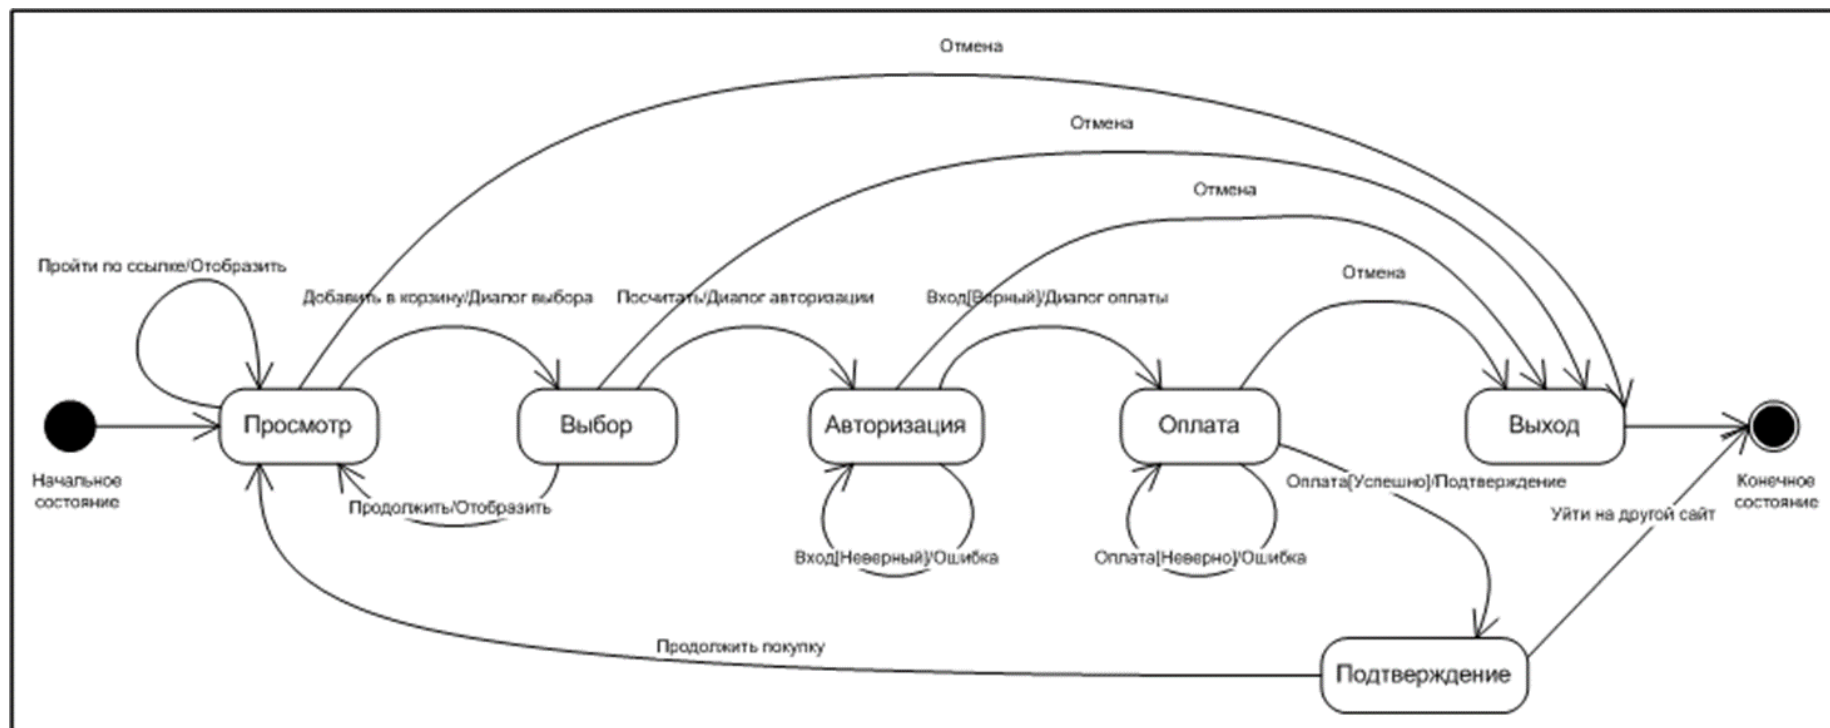 Отмена
Отмена
Отмена
Пройти по ссылке/Отобразить
Отмена
Добавить в корзину/Диалог выбора
Посчитать/Диалог авторизации
Вход[Верный]/Диалог оплаты
Просмотр
Выбор
Авторизация
Оплата
Выход
Начальное
состояние
Продолжить/Отобразить
Оплата[Успешно]/Подтверждение
Конечное
состояние
Уйти на другой сайт
Вход[Неверный]/Ошибка
Оплата[Неверно]/Ошибка
Продолжить покупку
Подтверждение